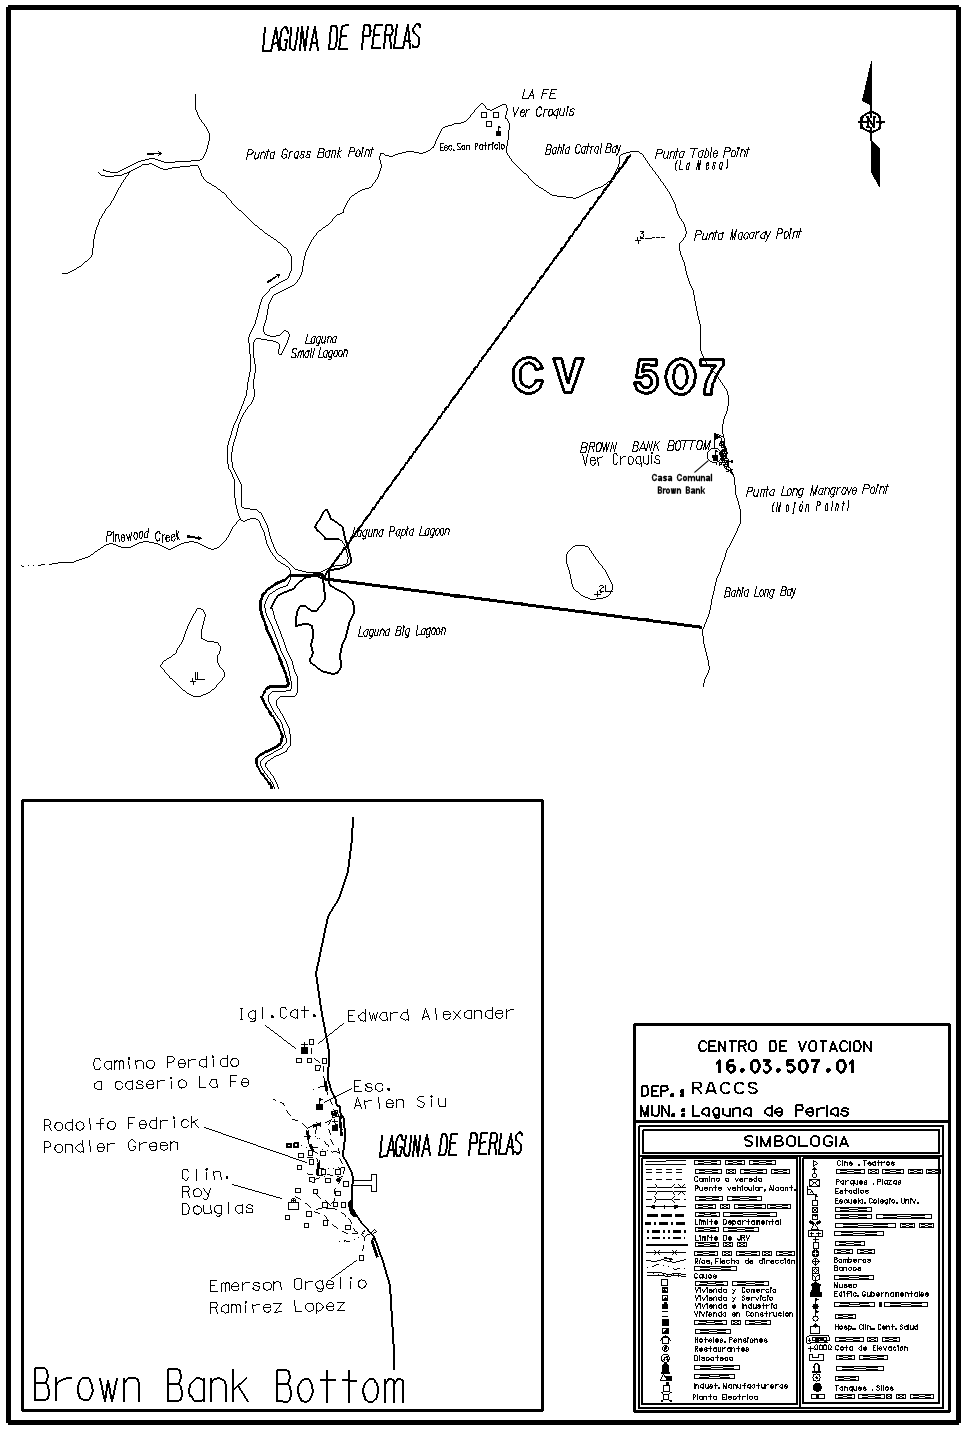 LAGUNA DE PERLAS
LA FE
Ver Croquis
Esc. San Patricio
Punta Grass Bank Point
Bahia Catral Bay
Punta Table Point
(La Mesa)
N
3
Punta Macaray Point
Laguna
Small Lagoon
CV 507
BROWN BANK BOTTOM
Ver Croquis
Casa Comunal
Brown Bank
Punta Long Mangrove Point
(Mojón Point)
Pinewood Creek
Laguna Papta Lagoon
Bahia Long Bay
Laguna Big Lagoon
Igl.Cat.
Edward Alexander
Camino Perdido
a caserio La Fe
Esc.
Arlen Siu
Rodolfo Fedrick
Pondler Green
LAGUNA DE PERLAS
Clin.
Roy
Douglas
Emerson Orgelio
Ramirez Lopez
Brown Bank Bottom
CENTRO DE VOTACION
16.03.507.01
DEP.: RACCS
MUN.: Laguna de Perlas
SIMBOLOGIA
Camino o vereda
Puente vehicular, Alcant.
Limite Departamental
Limite De JRV
Rios, Flecha de dirección
Cauce
Vivienda y Comercio
Vivienda y Servicio
Vivienda e Industria
Vivienda en Construcion
Hoteles, Pensiones
Restaurantes
Discoteca
Indust. Manufactureras
Planta Electrica
Cine . Teatros
Parques . Plazas
Estadios
Escuela. Colegio. Univ.
Bomberos
Bancos
Museo
Edific. Gubernamentales
Hosp.. Clin.. Cent. Salud
Cota de Elevación
Tanques . Silos